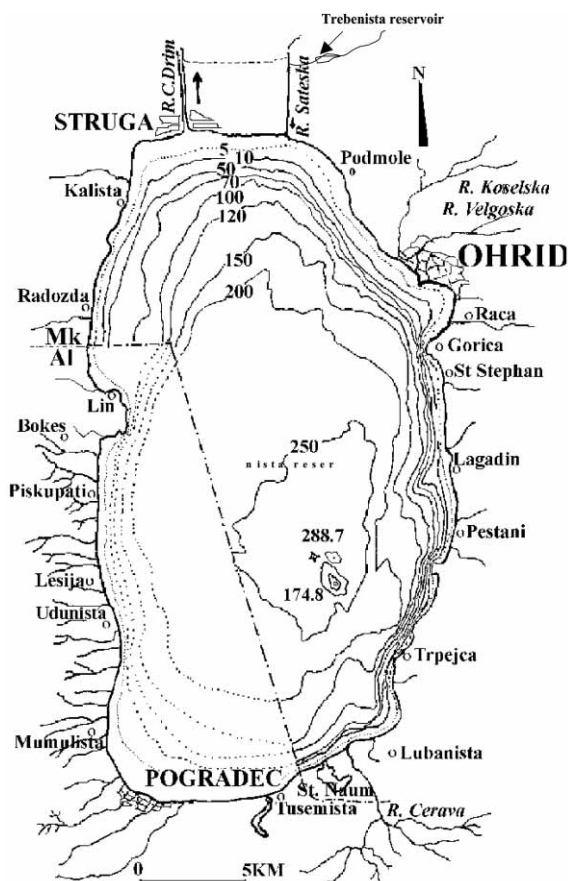 Trebenista reservoir
R.C.Drim
R. Sateska
N
STRUGA
5 10
50
70
100
120
150
200
Podmole
Kalista
R. Koselska
R. Velgoska
OHRID
Radozda
Raca
Mk
Al
Gorica
St Stephan
Lin
Bokes
250
nista reser
Lagadin
Piskupati
288.7
Pestani
174.8
Lesija
Udunista
Trpejca
Mumulista
Lubanista
POGRADEC
St. Naum
Tusemista
R. Cerava
0 5KM